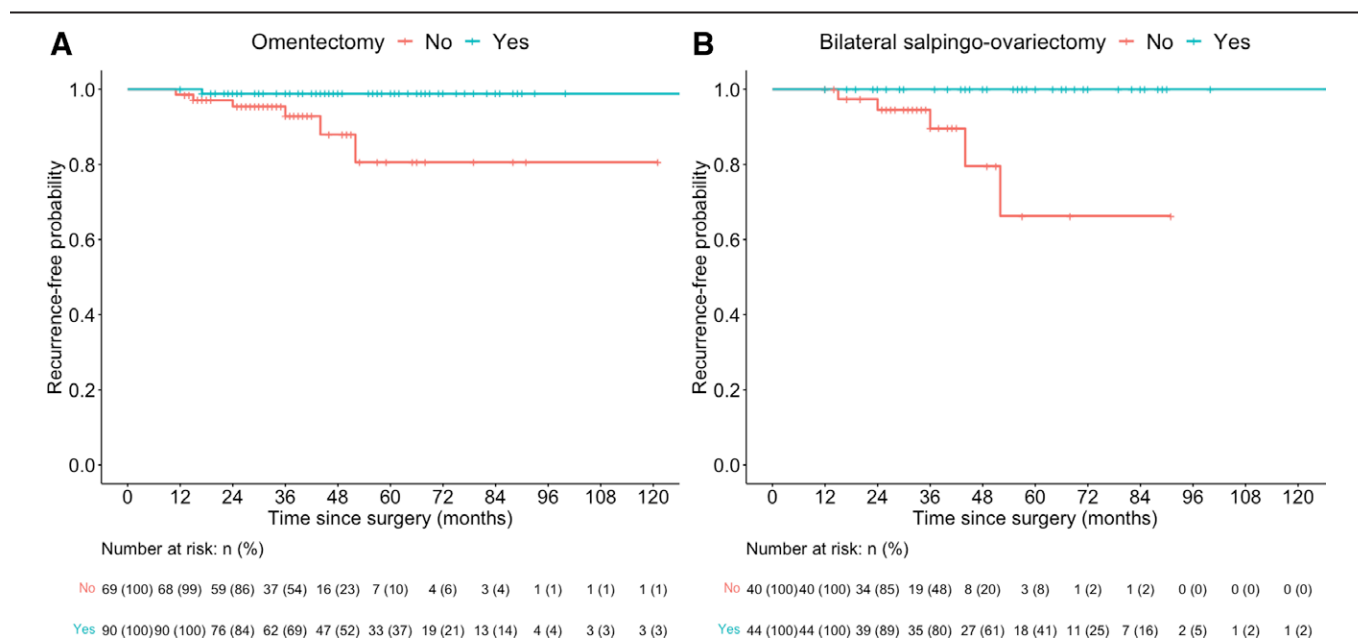 A Omentectomy No Yes
1.0
0.8
0.6
0.4
0.2
0.0
Recurrence-free probability
0 12 24 36 48 60 72 84 96 108 120
Time since surgery (months)
Number at risk: n (%)
No 69 (100) 68 (99) 59 (86) 37 (54) 16 (23) 7 (10) 4 (6) 3 (4) 1 (1) 1 (1) 1 (1)
Yes 90 (100) 90 (100) 76 (84) 62 (69) 47 (52) 33 (37) 19 (21) 13 (14) 4 (4) 3 (3) 3 (3)
B Bilateral salpingo-ovariectomy No Yes
1.0
0.8
0.6
0.4
0.2
0.0
Recurrence-free probability
0 12 24 36 48 60 72 84 96 108 120
Time since surgery (months)
Number at risk: n (%)
No 40 (100) 40 (100) 34 (85) 19 (48) 8 (20) 3 (8) 1 (2) 1 (2) 0 (0) 0 (0) 0 (0)
Yes 44 (100) 44 (100) 39 (89) 35 (80) 27 (61) 18 (41) 11 (25) 7 (16) 2 (5) 1 (2) 1 (2)